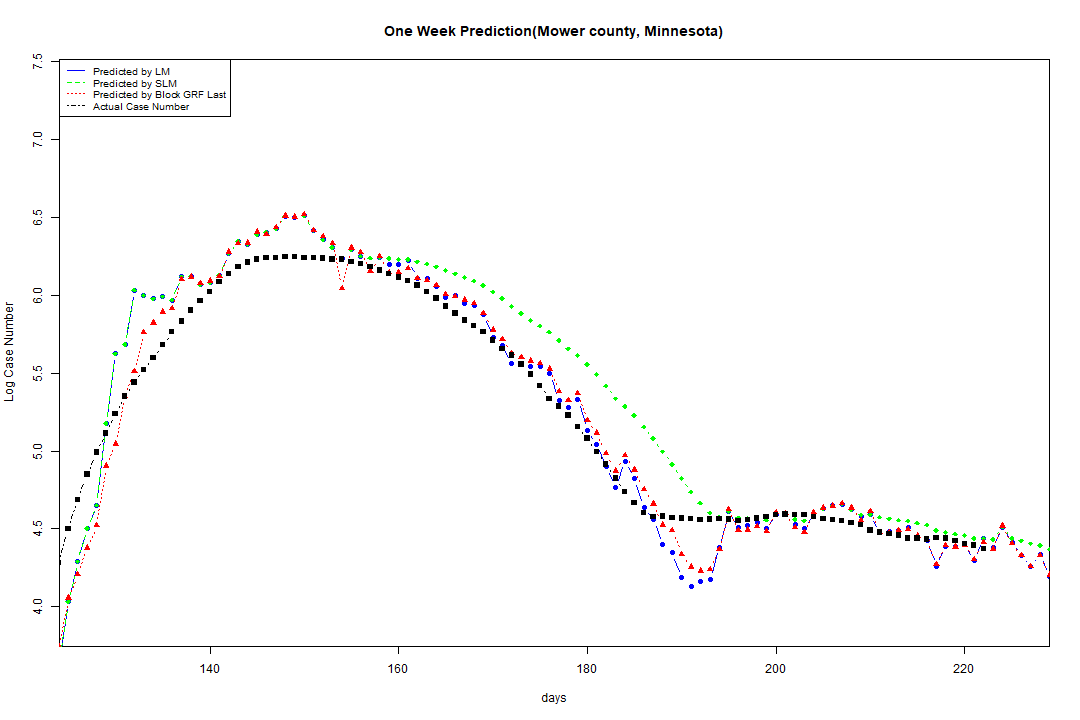 One Week Prediction(Mower county, Minnesota)
Predicted by LM
Predicted by SLM
Predicted by Block GRF Last
Actual Case Number
7.5
7.0
6.5
6.0
5.5
5.0
4.5
4.0
Log Case Number
140 160 180 200 220
days